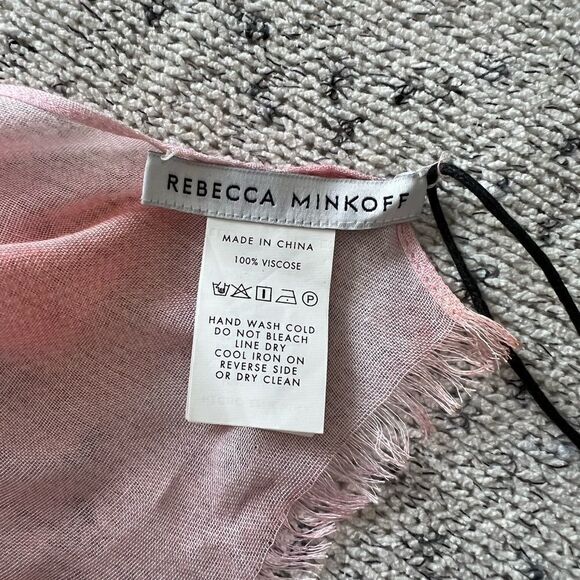 REBECCA MINKOFF
MADE IN CHINA
100% VISCOSE
HAND WASH COLD
DO NOT BLEACH
LINE DRY
COOL IRON ON
REVERSE SIDE
OR DRY CLEAN